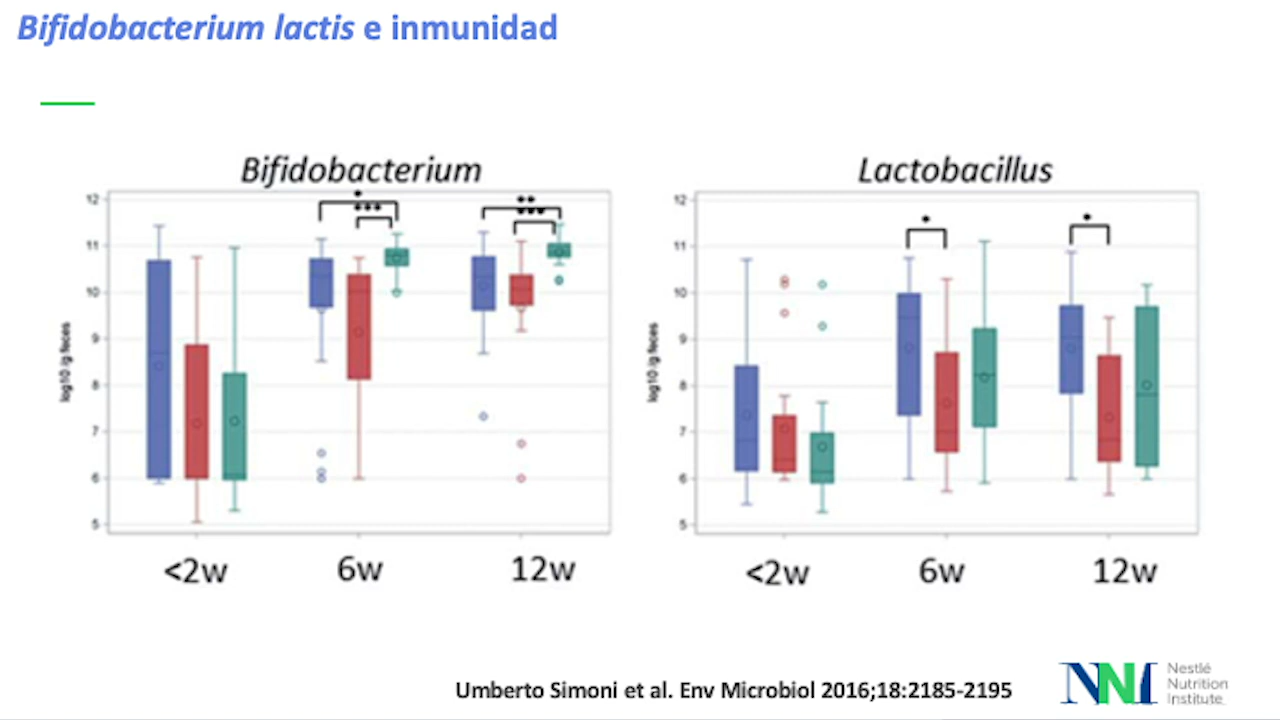 Bifidobacterium lactis e inmunidad
Bifidobacterium
Lactobacillus
12
11
10
9
8
7
6
5
log10 /g feces
* 
***
**
***
<2w
6w
12w
12
11
10
9
8
7
6
5
log10 /g feces
*
*
<2w
6w
12w
Umberto Simoni et al. Env Microbiol 2016;18:2185-2195
NNI
Nestlé
Nutrition
Institute